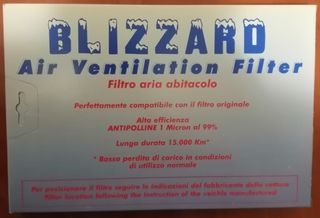 BLIZZARD
Air Ventilation Filter
Filtro aria abitacolo
Perfettamente compatibile con il filtro originale
Alta efficienza
ANTIPOLLINE 1 Micron al 99%
Lunga durata 15.000 Km*
* Bassa perdita di carico in condizioni
di utilizzo normale
Per posizionare il filtro seguire le indicazioni del fabbricante della vettura
filter location following the instruction of the veichle manufactured